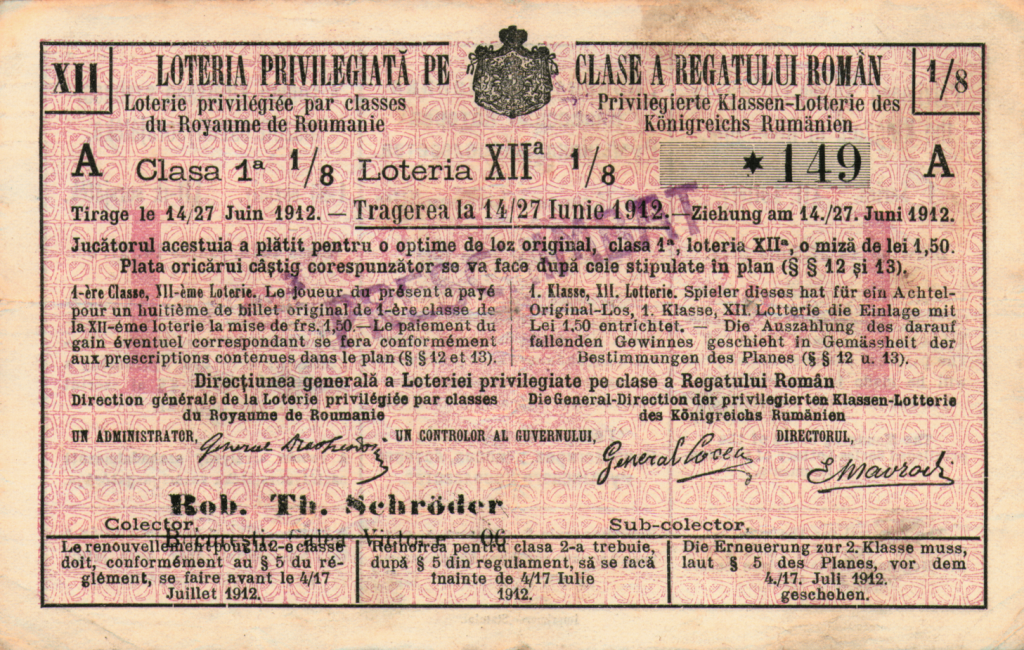 XII
LOTERIA PRIVILEGIATĂ PE CLASE A REGATULUI ROMÂN
1/8
Loterie privilégiée par classes
du Royaume de Roumanie
Privilegierte Klassen-Lotterie des
Königreichs Rumänien
A Clasa 1ª 1/8 Loteria XIIª 1/8 ★149 A
Tirage le 14/27 Juin 1912. — Tragerea la 14/27 Iunie 1912. — Ziehung am 14./27. Juni 1912.
Jucătorul acestuia a plătit pentru o optime de loz original, clasa 1ª, loteria XIIª, o miză de lei 1,50.
Plata oricărui câştig corespunzător se va face după cele stipulate in plan (§ § 12 şi 13).
1-ère Classe, XII-ème Loterie. Le joueur du présent a payé
pour un huitième de billet original de 1-ère classe de
la XII-éme loterie la mise de frs. 1,50.—Le paiement du
gain éventuel correspondant se fera conformément
aux prescriptions contenues dans le plan (§ § 12 et 13).
1. Klasse, XII. Lotterie. Spieler dieses hat für ein Achtel-
Original-Los, 1. Klasse, XII. Lotterie die Einlage mit
Lei 1.50 entrichtet. — Die Auszahlung des darauf
fallenden Gewinnes geschieht in Gemässheit der
Bestimmungen des Planes (§ § 12 u. 13).
Direcţiunea generală a Loteriei privilegiate pe clase a Regatului Român
Direction générale de la Loterie privilégiée par classes
du Royaume de Roumanie
Die General-Direction der privilegierten Klassen-Lotterie
des Königreichs Rumänien
UN ADMINISTRATOR, UN CONTROLOR AL GUVERNULUI, DIRECTORUL,
General
General Cocea
Rob. Th. Schröder
Colector,
Sub-colector,
Bucureşti, Calea Victoriei
Le renouvellement pour la 2-e classe
doit, conformément au § 5 du ré-
glément, se faire avant le 4/17
Juillet 1912.
Reînoirea pentru clasa 2-a trebuie,
după § 5 din regulament, să se facă
înainte de 4/17 Iulie
1912.
Die Erneuerung zur 2. Klasse muss,
laut § 5 des Planes, vor dem
4./17. Juli 1912.
geschehen.